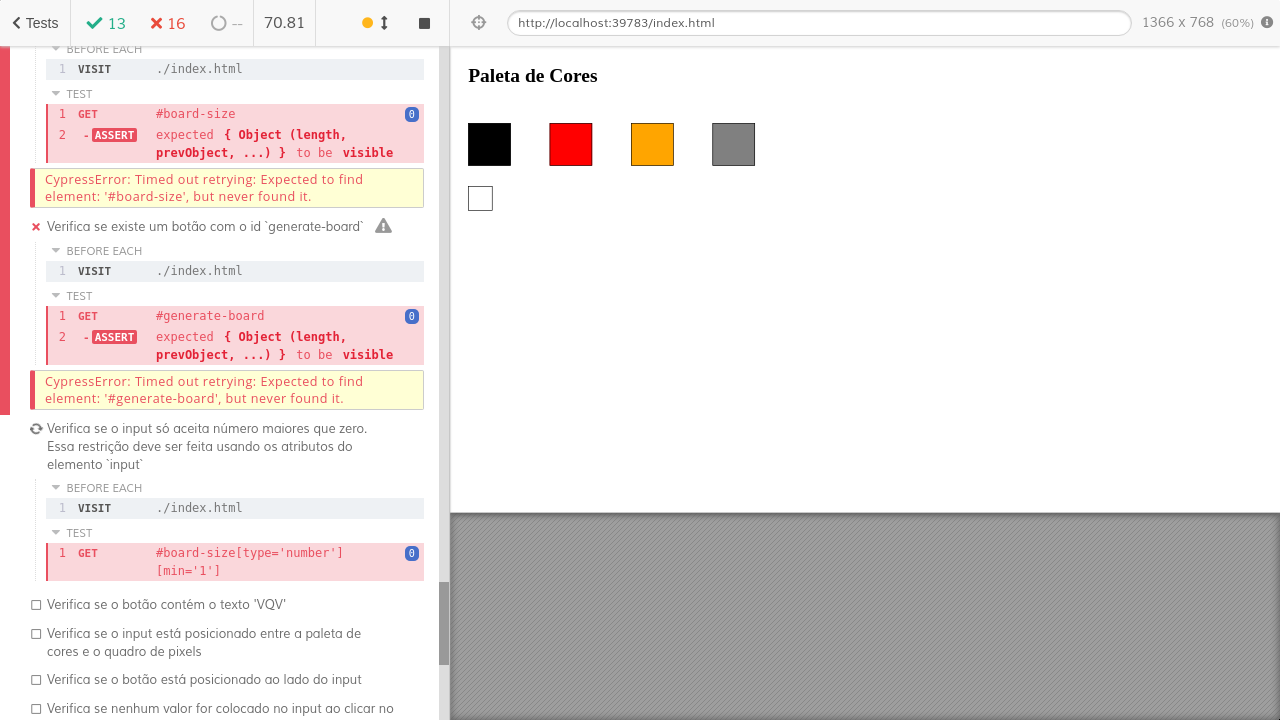 Tests 13 16 -- 70.81
http://localhost:39783/index.html 1366 x 768 (60%)
BEFORE EACH
1 VISIT ./index.html
TEST
1 GET #board-size 0
2 -ASSERT expected { Object (length,
prevObject, ...) } to be visible
CypressError: Timed out retrying: Expected to find
element: '#board-size', but never found it.
Verifica se existe um botão com o id `generate-board`
BEFORE EACH
1 VISIT ./index.html
TEST
1 GET #generate-board 0
2 -ASSERT expected { Object (length,
prevObject, ...) } to be visible
CypressError: Timed out retrying: Expected to find
element: '#generate-board', but never found it.
Verifica se o input só aceita número maiores que zero.
Essa restrição deve ser feita usando os atributos do
elemento `input`
BEFORE EACH
1 VISIT ./index.html
TEST
1 GET #board-size[type='number'] 0
[min='1']
Verifica se o botão contém o texto 'VQV'
Verifica se o input está posicionado entre a paleta de
cores e o quadro de pixels
Verifica se o botão está posicionado ao lado do input
Verifica se nenhum valor for colocado no input ao clicar no
Paleta de Cores